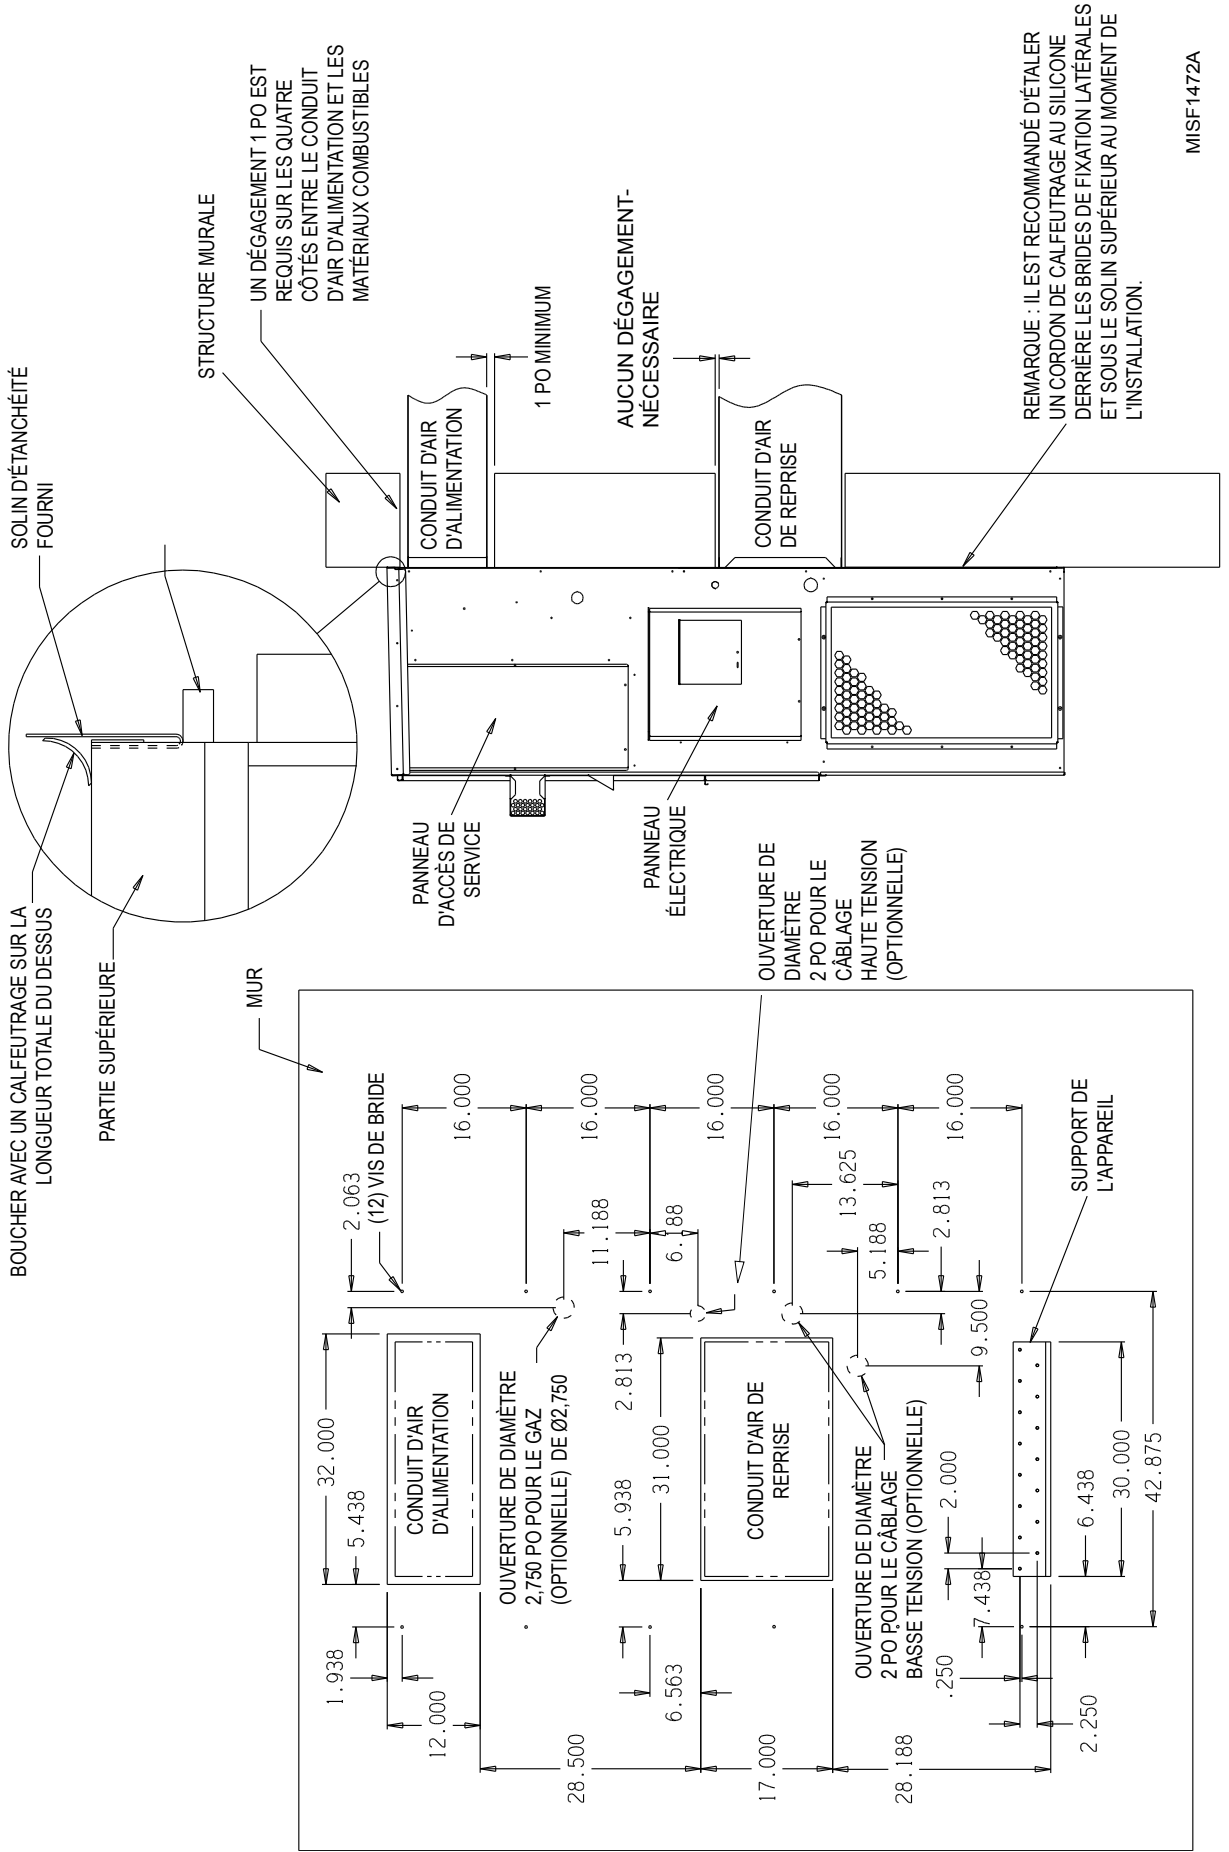 BOUCHER AVEC UN CALFEUTRAGE SUR LA
LONGUEUR TOTALE DU DESSUS
PARTIE SUPÉRIEURE
SOLIN D'ÉTANCHÉITÉ
FOURNI
STRUCTURE MURALE
UN DÉGAGEMENT 1 PO EST
REQUIS SUR LES QUATRE
CÔTÉS ENTRE LE CONDUIT
D'AIR D'ALIMENTATION ET LES
MATÉRIAUX COMBUSTIBLES
CONDUIT D'AIR
D'ALIMENTATION
1 PO MINIMUM
AUCUN DÉGAGEMENT-
NÉCESSAIRE
CONDUIT D'AIR
DE REPRISE
PANNEAU
D'ACCÈS DE
SERVICE
PANNEAU
ÉLECTRIQUE
REMARQUE : IL EST RECOMMANDÉ D'ÉTALER
UN CORDON DE CALFEUTRAGE AU SILICONE
DERRIÈRE LES BRIDES DE FIXATION LATÉRALES
ET SOUS LE SOLIN SUPÉRIEUR AU MOMENT DE
L'INSTALLATION.
MISF1472A
MUR
OUVERTURE DE
DIAMÈTRE
2 PO POUR LE
CÂBLAGE
HAUTE TENSION
(OPTIONNELLE)
2.063
(12) VIS DE BRIDE
16.000
16.000
16.000
16.000
16.000
32.000
5.438
1.938
12.000
CONDUIT D'AIR
D'ALIMENTATION
OUVERTURE DE DIAMÈTRE
2,750 PO POUR LE GAZ
(OPTIONNELLE) DE Ø2,750
11.188
6.188
28.500
2.813
5.938
31.000
6.563
CONDUIT D'AIR DE
REPRISE
17.000
13.625
5.188
2.813
9.500
OUVERTURE DE DIAMÈTRE
2 PO POUR LE CÂBLAGE
BASSE TENSION (OPTIONNELLE)
28.188
.250
7.438
2.000
2.250
6.438
30.000
42.875
SUPPORT DE
L'APPAREIL